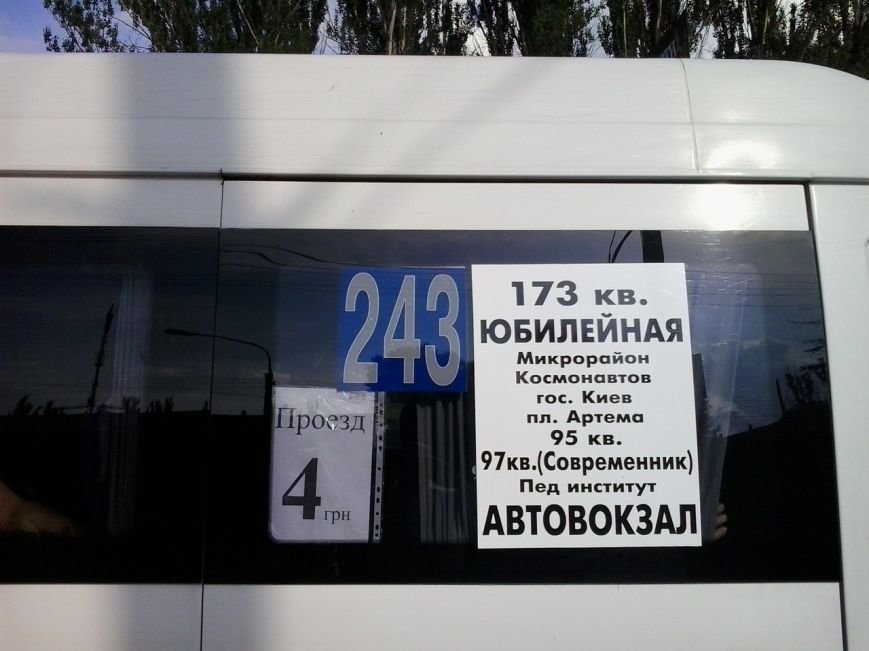 243
Проезд
4 грн
173 кв.
ЮБИЛЕЙНАЯ
Микрорайон
Космонавтов
гос. Киев
пл. Артема
95 кв.
97кв.(Современник)
Пед институт
АВТОВОКЗАЛ